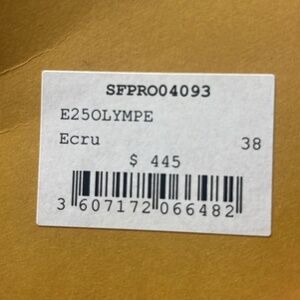 SFPRO04093
E25OLYMPE
Ecru 38
$ 445
3 607172 066482